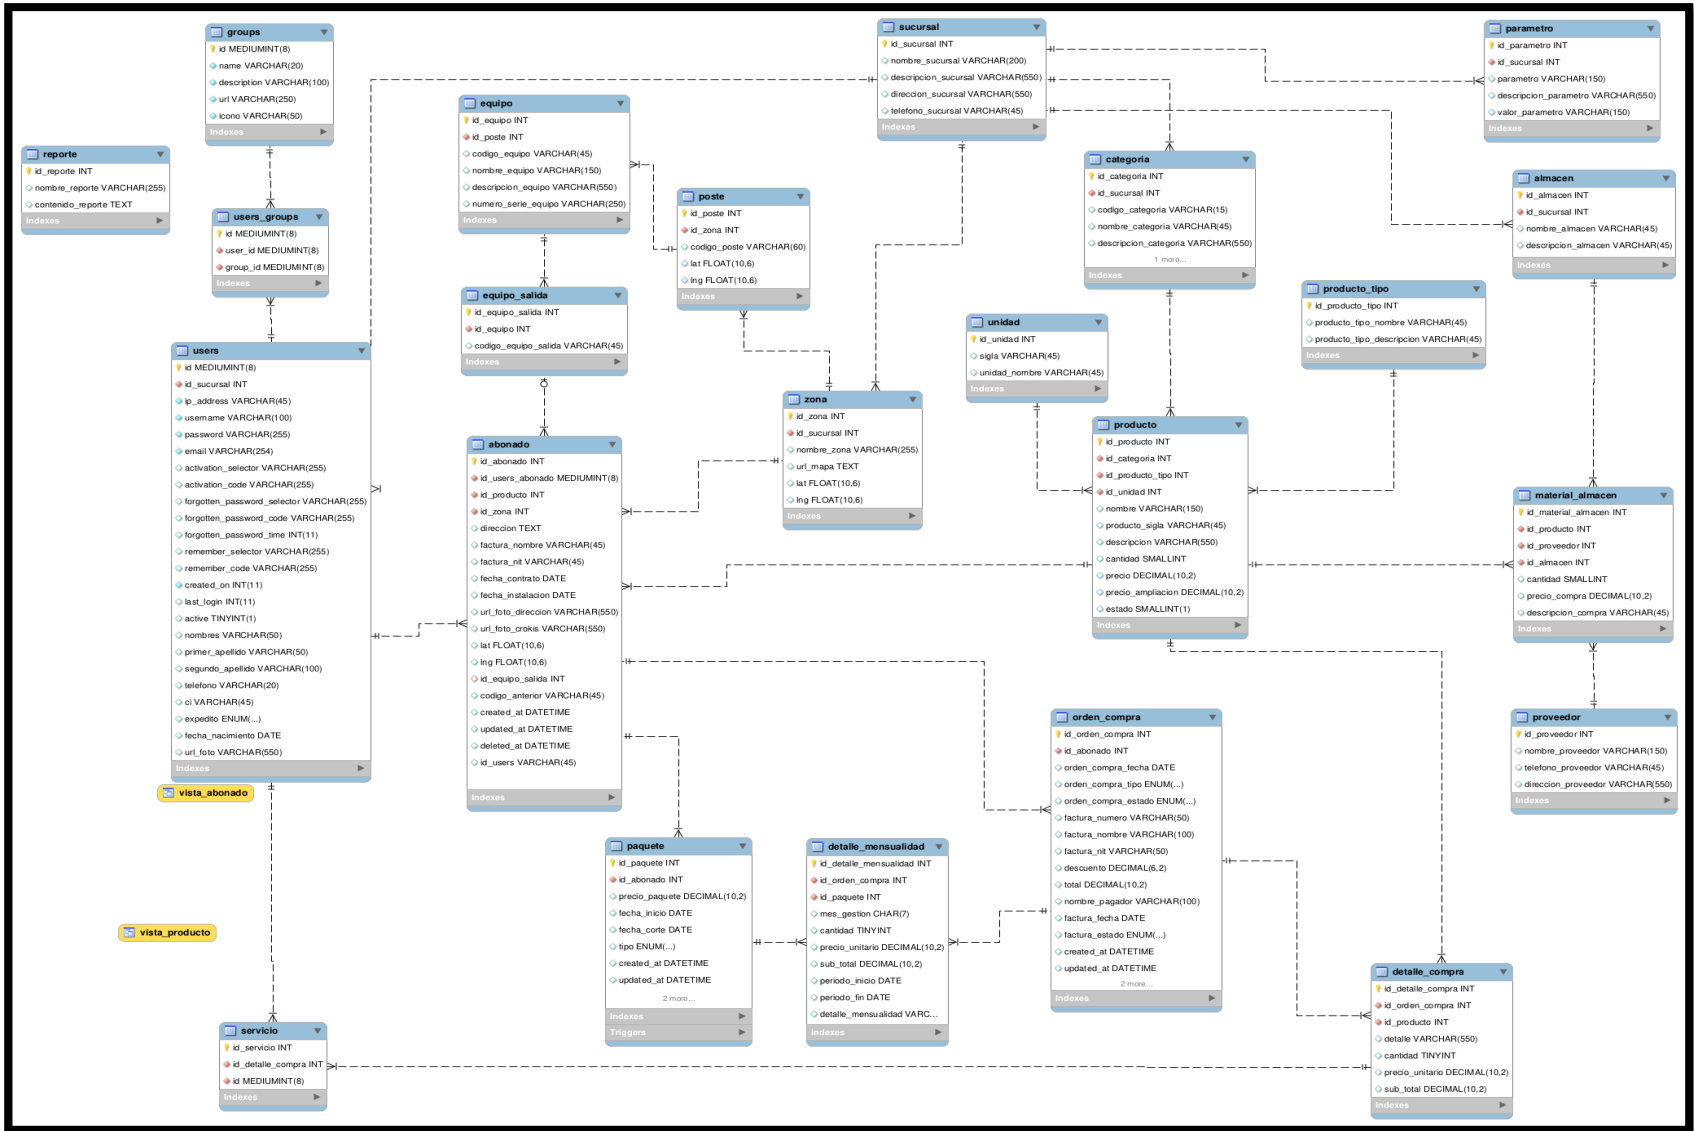 groups
id MEDIUMINT(8)
name VARCHAR(20)
description VARCHAR(100)
url VARCHAR(250)
icono VARCHAR(50)
Indexes
reporte
id_reporte INT
nombre_reporte VARCHAR(255)
contenido_reporte TEXT
Indexes
users_groups
id MEDIUMINT(8)
user_id MEDIUMINT(8)
group_id MEDIUMINT(8)
Indexes
users
id MEDIUMINT(8)
id_sucursal INT
ip_address VARCHAR(45)
username VARCHAR(100)
password VARCHAR(255)
email VARCHAR(254)
activation_selector VARCHAR(255)
activation_code VARCHAR(255)
forgotten_password_selector VARCHAR(255)
forgotten_password_code VARCHAR(255)
forgotten_password_time INT(11)
remember_selector VARCHAR(255)
remember_code VARCHAR(255)
created_on INT(11)
last_login INT(11)
active TINYINT(1)
nombres VARCHAR(50)
primer_apellido VARCHAR(50)
segundo_apellido VARCHAR(100)
telefono VARCHAR(20)
ci VARCHAR(45)
expedito ENUM(...)
fecha_nacimiento DATE
url_foto VARCHAR(550)
Indexes
vista_abonado
vista_producto
servicio
id_servicio INT
id_detalle_compra INT
id MEDIUMINT(8)
Indexes
equipo
id_equipo INT
id_poste INT
codigo_equipo VARCHAR(45)
nombre_equipo VARCHAR(150)
descripcion_equipo VARCHAR(550)
numero_serie_equipo VARCHAR(250)
Indexes
equipo_salida
id_equipo_salida INT
id_equipo INT
codigo_equipo_salida VARCHAR(45)
Indexes
abonado
id_abonado INT
id_users_abonado MEDIUMINT(8)
id_producto INT
id_zona INT
direccion TEXT
factura_nombre VARCHAR(45)
factura_nit VARCHAR(45)
fecha_contrato DATE
fecha_instalacion DATE
url_foto_direccion VARCHAR(550)
url_foto_crokis VARCHAR(550)
lat FLOAT(10,6)
lng FLOAT(10,6)
id_equipo_salida INT
codigo_anterior VARCHAR(45)
created_at DATETIME
updated_at DATETIME
deleted_at DATETIME
id_users VARCHAR(45)
Indexes
poste
id_poste INT
id_zona INT
codigo_poste VARCHAR(60)
lat FLOAT(10,6)
lng FLOAT(10,6)
Indexes
zona
id_zona INT
id_sucursal INT
nombre_zona VARCHAR(255)
url_mapa TEXT
lat FLOAT(10,6)
lng FLOAT(10,6)
Indexes
paquete
id_paquete INT
id_abonado INT
precio_paquete DECIMAL(10,2)
fecha_inicio DATE
fecha_corte DATE
tipo ENUM(...)
created_at DATETIME
updated_at DATETIME
2 more...
Indexes
Triggers
detalle_mensualidad
id_detalle_mensualidad INT
id_orden_compra INT
id_paquete INT
mes_gestion CHAR(7)
cantidad TINYINT
precio_unitario DECIMAL(10,2)
sub_total DECIMAL(10,2)
periodo_inicio DATE
periodo_fin DATE
detalle_mensualidad VARC...
Indexes
sucursal
id_sucursal INT
nombre_sucursal VARCHAR(200)
descripcion_sucursal VARCHAR(550)
direccion_sucursal VARCHAR(550)
telefono_sucursal VARCHAR(45)
Indexes
categoria
id_categoria INT
id_sucursal INT
codigo_categoria VARCHAR(15)
nombre_categoria VARCHAR(45)
descripcion_categoria VARCHAR(550)
1 more...
Indexes
unidad
id_unidad INT
sigla VARCHAR(45)
unidad_nombre VARCHAR(45)
Indexes
producto
id_producto INT
id_categoria INT
id_producto_tipo INT
id_unidad INT
nombre VARCHAR(150)
producto_sigla VARCHAR(45)
descripcion VARCHAR(550)
cantidad SMALLINT
precio DECIMAL(10,2)
precio_ampliacion DECIMAL(10,2)
estado SMALLINT(1)
Indexes
orden_compra
id_orden_compra INT
id_abonado INT
orden_compra_fecha DATE
orden_compra_tipo ENUM(...)
orden_compra_estado ENUM(...)
factura_numero VARCHAR(50)
factura_nombre VARCHAR(100)
factura_nit VARCHAR(50)
descuento DECIMAL(6,2)
total DECIMAL(10,2)
nombre_pagador VARCHAR(100)
factura_fecha DATE
factura_estado ENUM(...)
created_at DATETIME
updated_at DATETIME
2 more...
Indexes
parametro
id_parametro INT
id_sucursal INT
parametro VARCHAR(150)
descripcion_parametro VARCHAR(550)
valor_parametro VARCHAR(150)
Indexes
almacen
id_almacen INT
id_sucursal INT
nombre_almacen VARCHAR(45)
descripcion_almacen VARCHAR(45)
Indexes
producto_tipo
id_producto_tipo INT
producto_tipo_nombre VARCHAR(45)
producto_tipo_descripcion VARCHAR(45)
Indexes
material_almacen
id_material_almacen INT
id_producto INT
id_proveedor INT
id_almacen INT
cantidad SMALLINT
precio_compra DECIMAL(10,2)
descripcion_compra VARCHAR(45)
Indexes
proveedor
id_proveedor INT
nombre_proveedor VARCHAR(150)
telefono_proveedor VARCHAR(45)
direccion_proveedor VARCHAR(550)
Indexes
detalle_compra
id_detalle_compra INT
id_orden_compra INT
id_producto INT
detalle VARCHAR(550)
cantidad TINYINT
precio_unitario DECIMAL(10,2)
sub_total DECIMAL(10,2)
Indexes